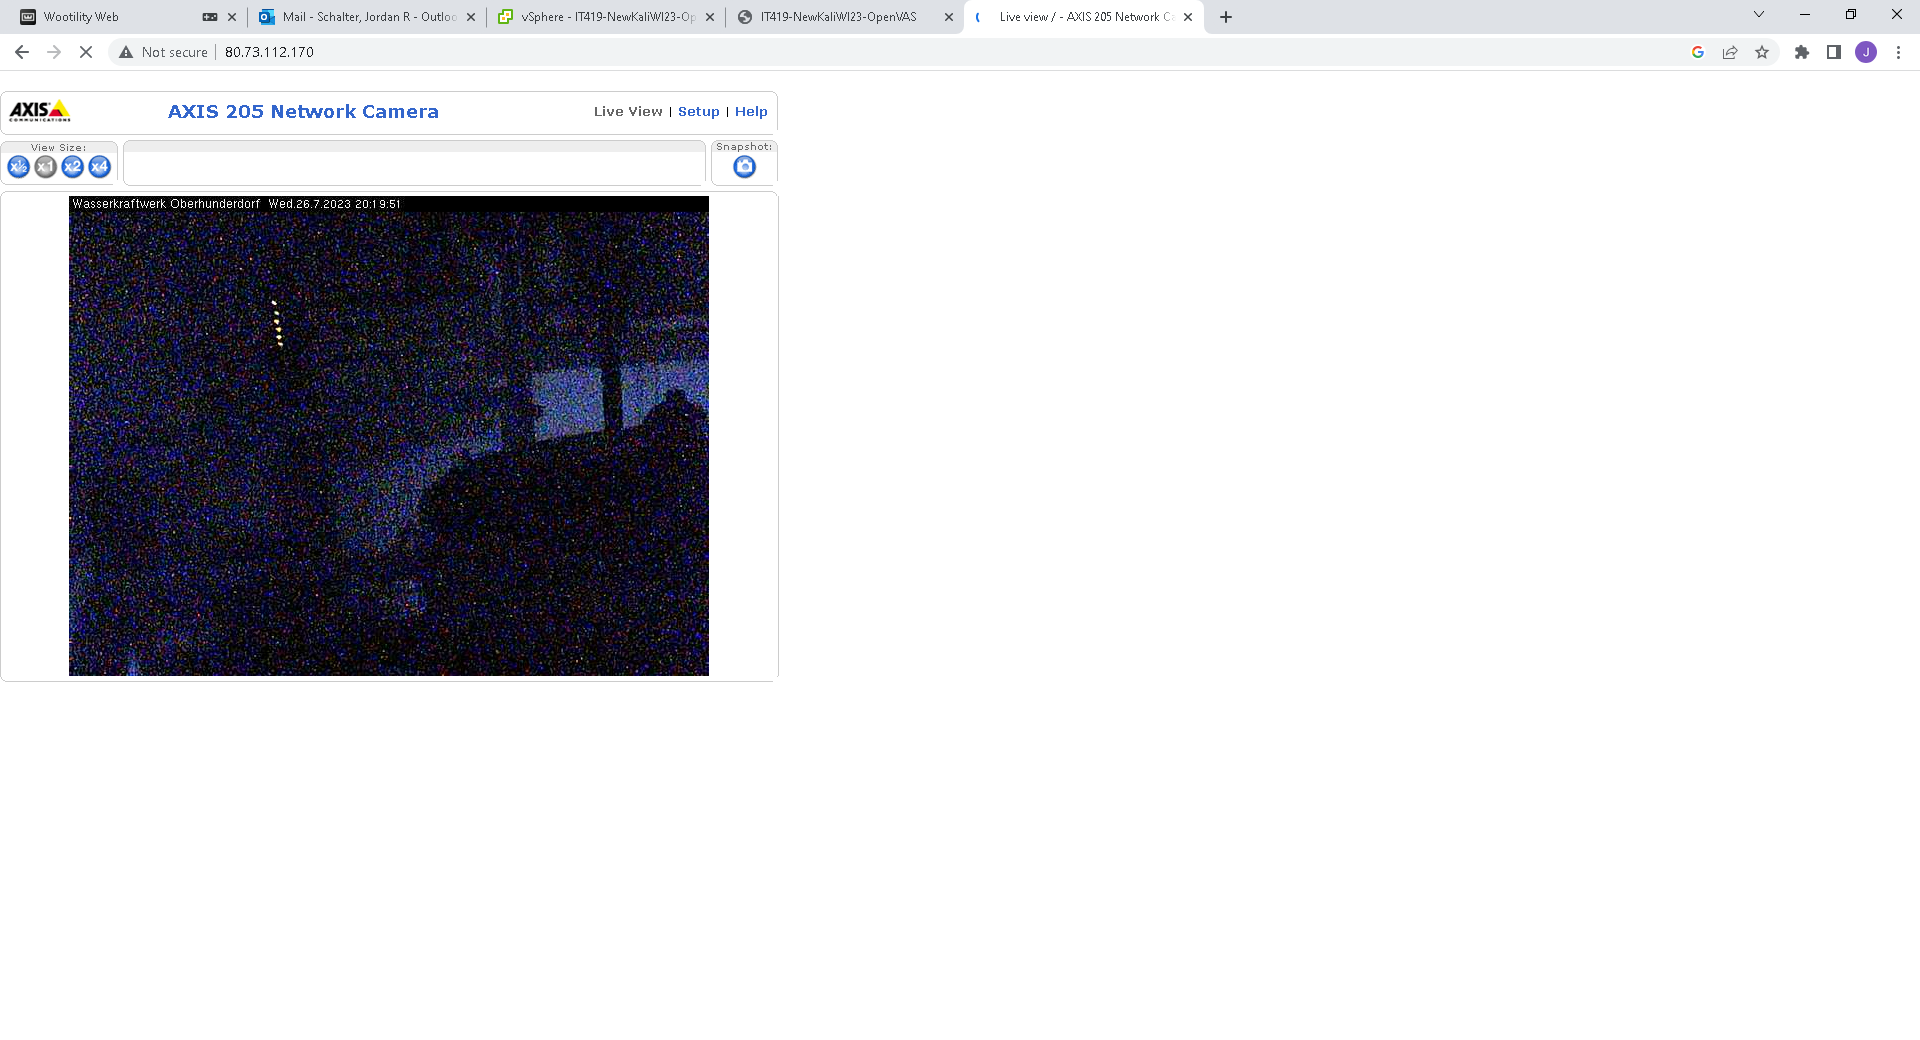 Wootility Web
Mail - Schalter, Jordan R - Outloo
vSphere - IT419-NewKaliWI23-Op
IT419-NewKaliWI23-OpenVAS
Live view / - AXIS 205 Network Ca
Not secure
80.73.112.170
J
AXIS
COMMUNICATIONS
AXIS 205 Network Camera
Live View | Setup | Help
View Size:
x½ x1 x2 x4
Snapshot:
Wasserkraftwerk Oberhunderdorf Wed.26.7.2023 20:19:51